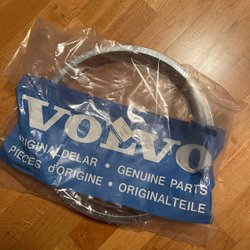 VOLVO
ORIGINALDELAR · GENUINE PARTS
PIÈCES d'ORIGINE · ORIGINALTEILE